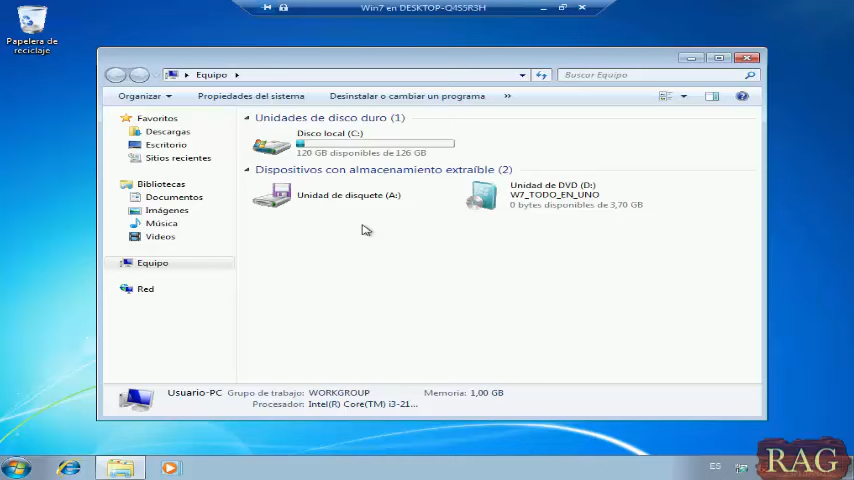 Win7 en DESKTOP-Q4S5R3H
Papelera de
reciclaje
Equipo
Buscar Equipo
Organizar
Propiedades del sistema
Desinstalar o cambiar un programa
»
Favoritos
Descargas
Escritorio
Sitios recientes
Bibliotecas
Documentos
Imágenes
Música
Vídeos
Equipo
Red
Unidades de disco duro (1)
Disco local (C:)
120 GB disponibles de 126 GB
Dispositivos con almacenamiento extraíble (2)
Unidad de disquete (A:)
Unidad de DVD (D:)
W7_TODO_EN_UNO
0 bytes disponibles de 3,70 GB
Usuario-PC Grupo de trabajo: WORKGROUP Memoria: 1,00 GB
Procesador: Intel(R) Core(TM) i3-21...
ES
RAG